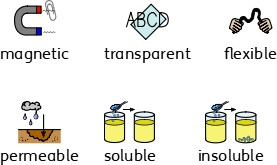 ABCD
magnetic transparent flexible
permeable soluble insoluble